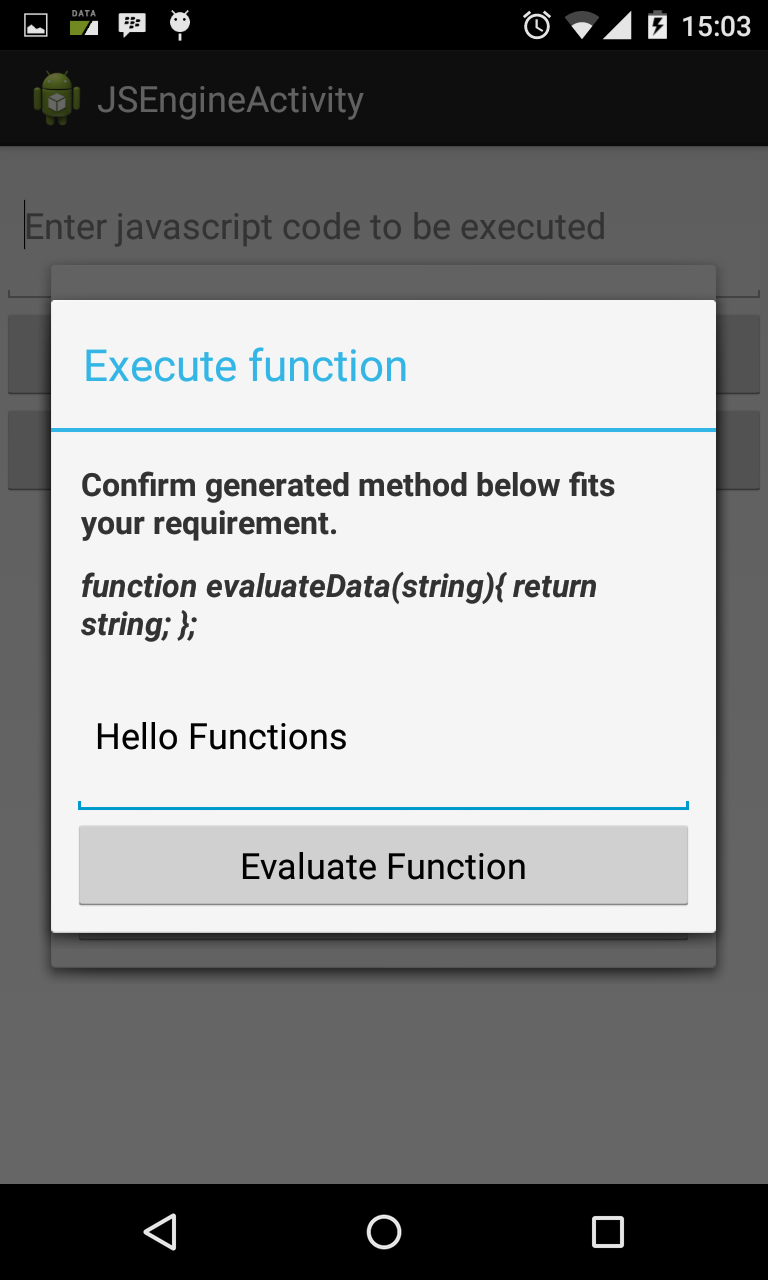 DATA
15:03
JSEngineActivity
Enter javascript code to be executed
Execute function
Confirm generated method below fits
your requirement.
function evaluateData(string){ return
string; };
Hello Functions
Evaluate Function